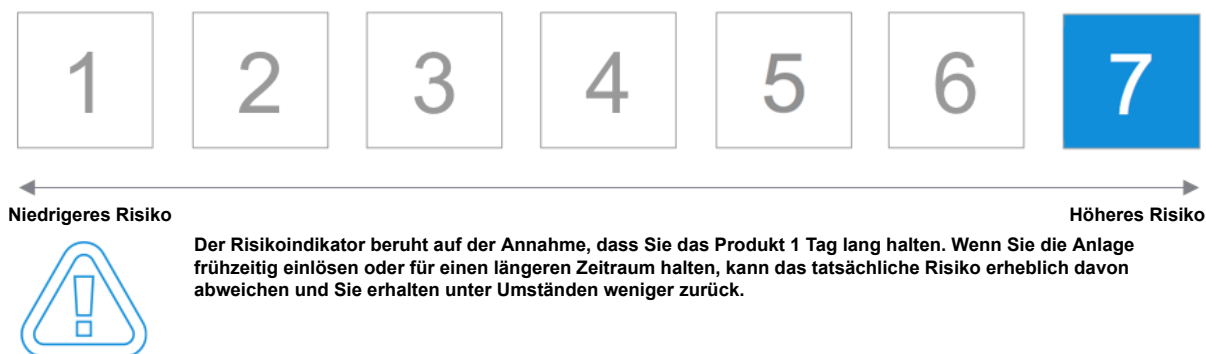 1 2 3 4 5 6 7
Niedrigeres Risiko Höheres Risiko
Der Risikoindikator beruht auf der Annahme, dass Sie das Produkt 1 Tag lang halten. Wenn Sie die Anlage
frühzeitig einlösen oder für einen längeren Zeitraum halten, kann das tatsächliche Risiko erheblich davon
abweichen und Sie erhalten unter Umständen weniger zurück.